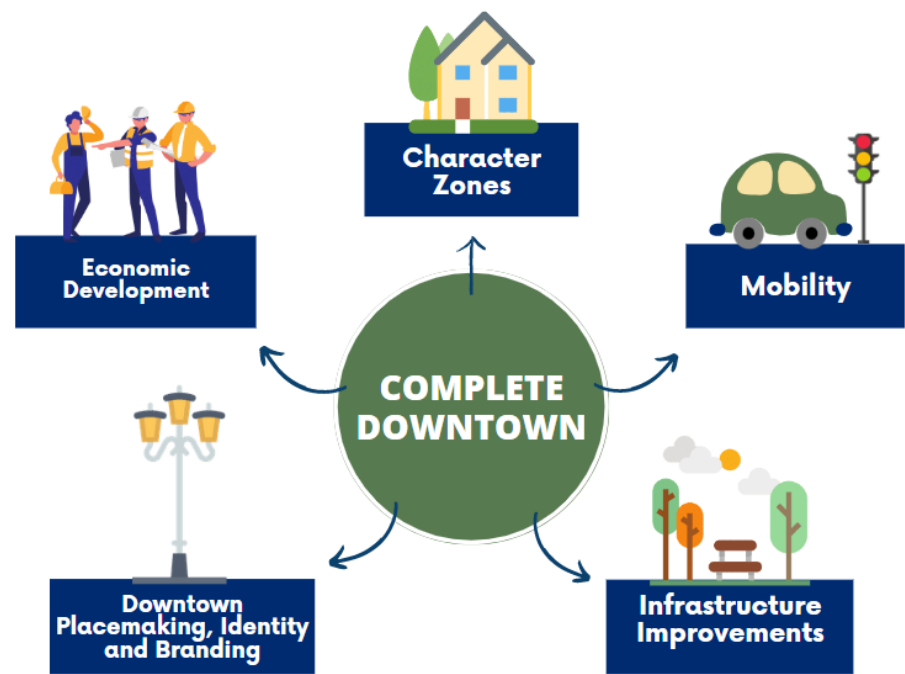 Character
Zones
Economic
Development
Mobility
COMPLETE
DOWNTOWN
Downtown
Placemaking, Identity
and Branding
Infrastructure
Improvements